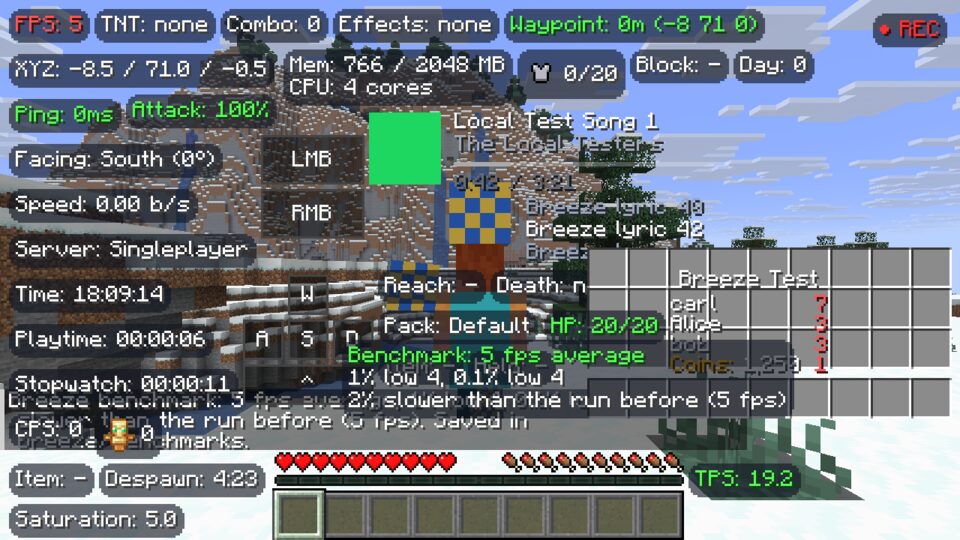 FPS: 5
TNT: none
Combo: 0
Effects: none
Waypoint: 0m (-8 71 0)
REC
XYZ: -8.5 / 71.0 / -0.5
Mem: 766 / 2048 MB
CPU: 4 cores
0/20
Block: -
Day: 0
Ping: 0ms
Attack: 100%
Local Test Song 1
The Local Testers
0:42 / 3:21
Facing: South (0°)
LMB
Speed: 0.00 b/s
RMB
Breeze lyric 40
Breeze lyric 42
Breeze
Server: Singleplayer
Breeze Test
Time: 18:09:14
W
Reach: -
Death: n
carl 7
Alice 3
bob 3
Coins: 1,250 1
Pack: Default
HP: 20/20
Playtime: 00:00:06
A
S
D
Benchmark: 5 fps average
1% low 4, 0.1% low 4
2% slower than the run before (5 fps)
Stopwatch: 00:00:11
^
Breeze benchmark: 5 fps
than the run before (5 fps). Saved in
CPS: 0
0
Item: -
Despawn: 4:23
TPS: 19.2
Saturation: 5.0